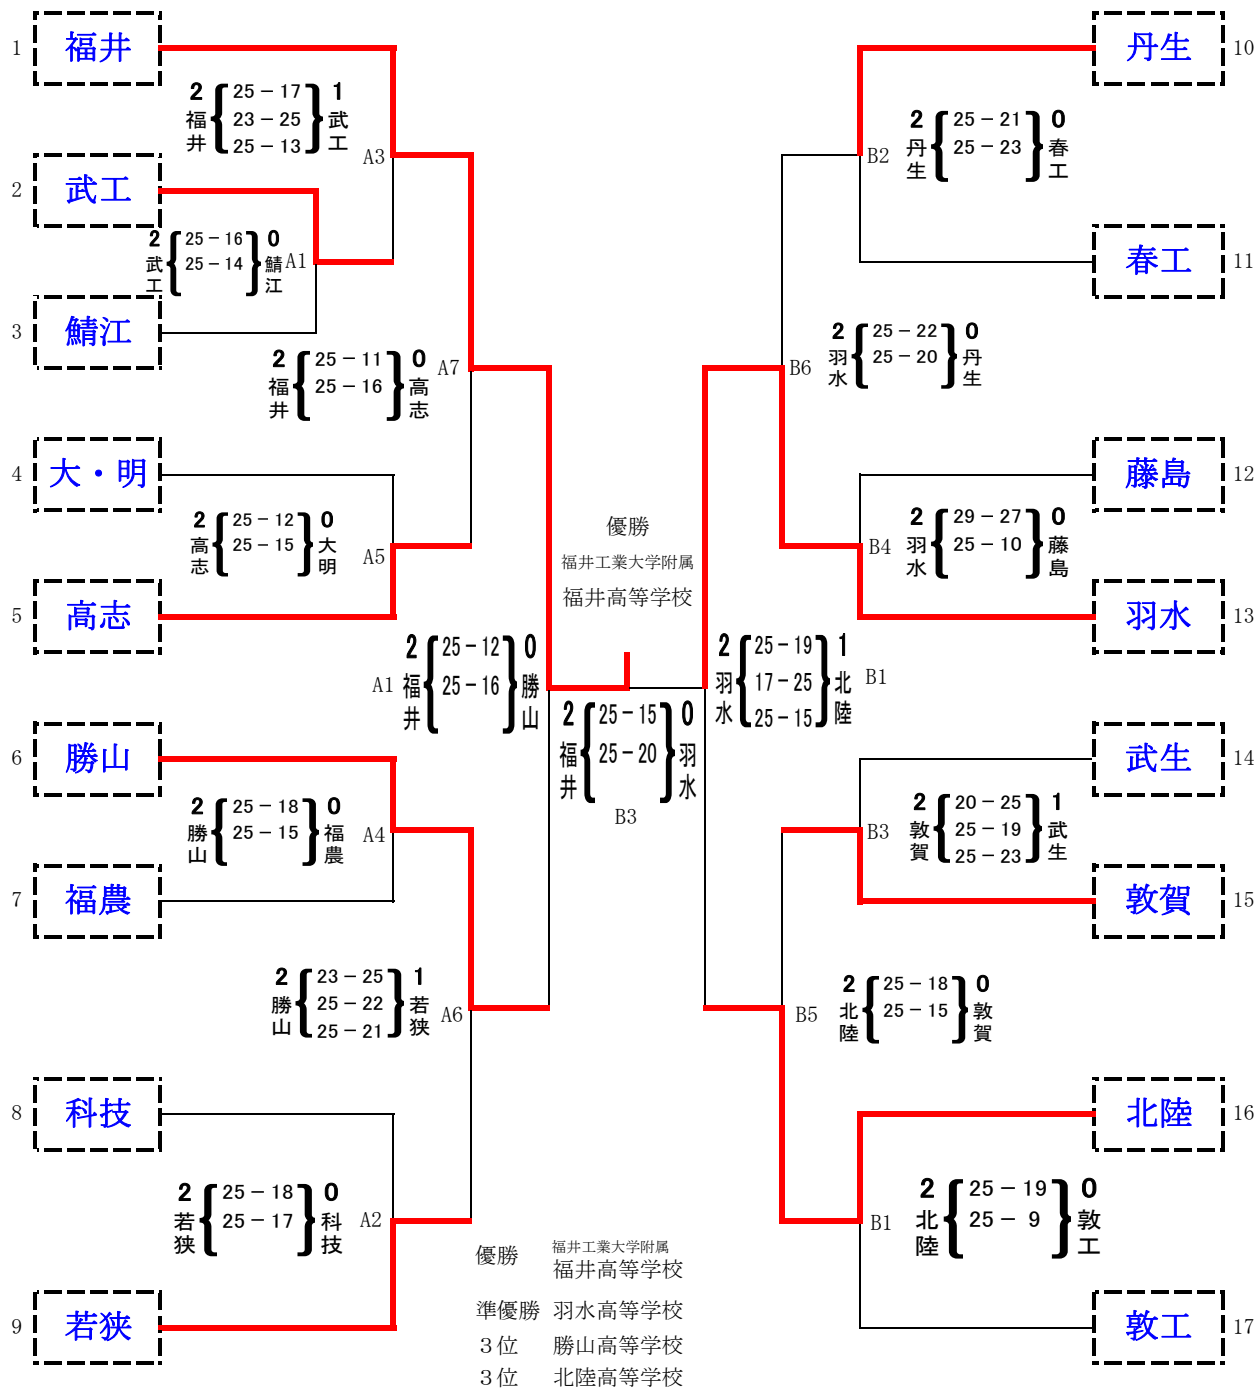 1 福井
2 福井 { 25－17 23－25 25－13 } 1 武工
A3
2 武工
2 武工 { 25－16 25－14 } 0 鯖江
A1
3 鯖江
2 福井 { 25－11 25－16 } 0 高志
A7
4 大・明
2 高志 { 25－12 25－15 } 0 大明
A5
5 高志
2 福井 { 25－12 25－16 } 0 勝山
A1
6 勝山
2 勝山 { 25－18 25－15 } 0 福農
A4
7 福農
2 勝山 { 23－25 25－22 25－21 } 1 若狭
A6
8 科技
2 若狭 { 25－18 25－17 } 0 科技
A2
9 若狭
優勝
福井工業大学附属
福井高等学校
2 福井 { 25－15 25－20 } 0 羽水
B3
丹生 10
2 丹生 { 25－21 25－23 } 0 春工
B2
春工 11
2 羽水 { 25－22 25－20 } 0 丹生
B6
藤島 12
2 羽水 { 29－27 25－10 } 0 藤島
B4
羽水 13
2 羽水 { 25－19 17－25 25－15 } 1 北陸
B1
武生 14
2 敦賀 { 20－25 25－19 25－23 } 1 武生
B3
敦賀 15
2 北陸 { 25－18 25－15 } 0 敦賀
B5
北陸 16
2 北陸 { 25－19 25－ 9 } 0 敦工
B1
敦工 17
優勝 福井工業大学附属
福井高等学校
準優勝 羽水高等学校
３位 勝山高等学校
３位 北陸高等学校